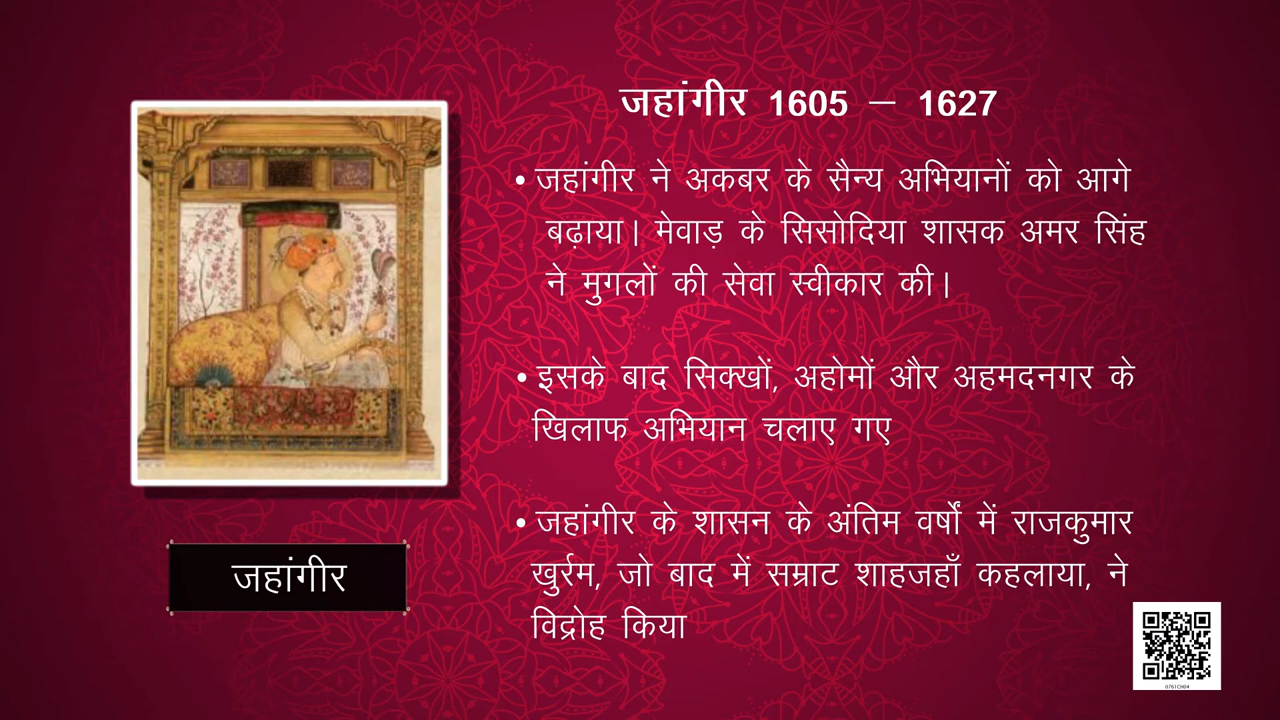 जहांगीर 1605 – 1627
• जहांगीर ने अकबर के सैन्य अभियानों को आगे
बढ़ाया। मेवाड़ के सिसोदिया शासक अमर सिंह
ने मुगलों की सेवा स्वीकार की।
• इसके बाद सिक्खों, अहोमों और अहमदनगर के
खिलाफ अभियान चलाए गए
• जहांगीर के शासन के अंतिम वर्षों में राजकुमार
खुर्रम, जो बाद में सम्राट शाहजहाँ कहलाया, ने
विद्रोह किया
जहांगीर
0761CH04